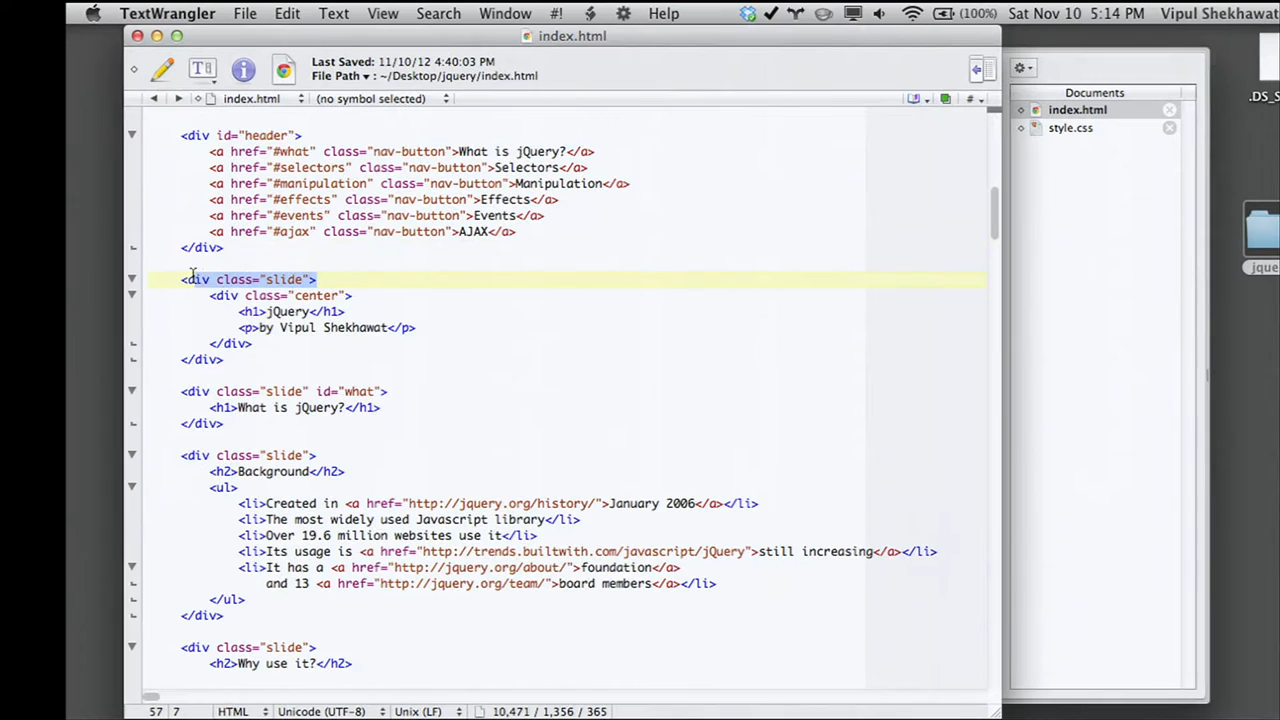 TextWrangler File Edit Text View Search Window #! Help (100%) Sat Nov 10 5:14 PM Vipul Shekhawat
index.html
Last Saved: 11/10/12 4:40:03 PM
File Path ▾ : ~/Desktop/jquery/index.html
index.html (no symbol selected) #
Documents
index.html
style.css
.DS_S
jque
<div id="header">
<a href="#what" class="nav-button">What is jQuery?</a>
<a href="#selectors" class="nav-button">Selectors</a>
<a href="#manipulation" class="nav-button">Manipulation</a>
<a href="#effects" class="nav-button">Effects</a>
<a href="#events" class="nav-button">Events</a>
<a href="#ajax" class="nav-button">AJAX</a>
</div>
<div class="slide">
<div class="center">
<h1>jQuery</h1>
<p>by Vipul Shekhawat</p>
</div>
</div>
<div class="slide" id="what">
<h1>What is jQuery?</h1>
</div>
<div class="slide">
<h2>Background</h2>
<ul>
<li>Created in <a href="http://jquery.org/history/">January 2006</a></li>
<li>The most widely used Javascript library</li>
<li>Over 19.6 million websites use it</li>
<li>Its usage is <a href="http://trends.builtwith.com/javascript/jQuery">still increasing</a></li>
<li>It has a <a href="http://jquery.org/about/">foundation</a>
and 13 <a href="http://jquery.org/team/">board members</a></li>
</ul>
</div>
<div class="slide">
<h2>Why use it?</h2>
57 7 HTML Unicode (UTF-8) Unix (LF) 10,471 / 1,356 / 365